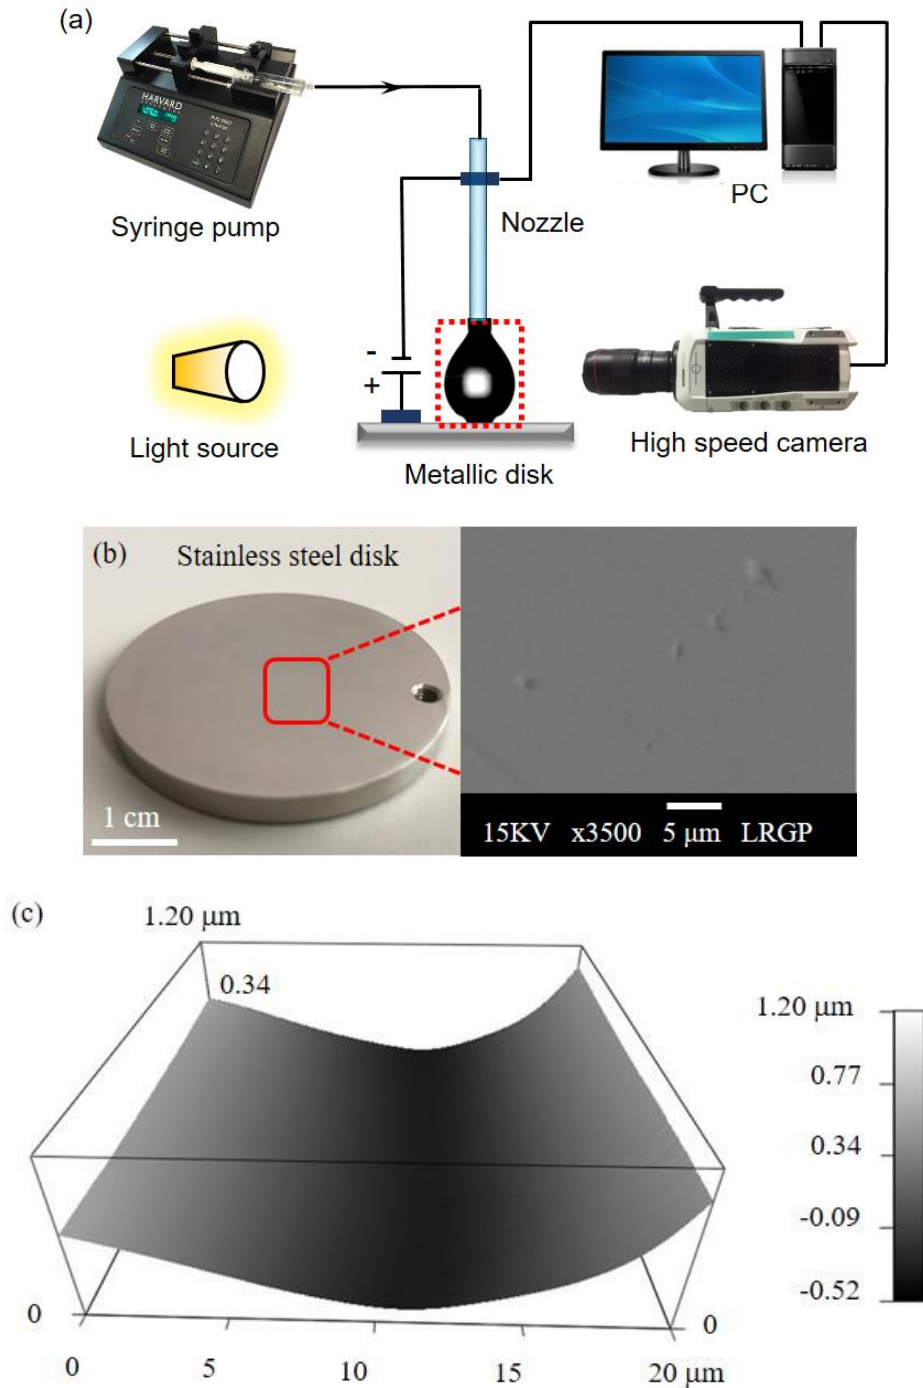 (a)
HARVARD
Syringe pump
Nozzle
PC
-
+
Light source
Metallic disk
High speed camera
(b)
Stainless steel disk
1 cm
15KV x3500 5 μm LRGP
(c)
1.20 μm
0.34
1.20 μm
0.77
0.34
-0.09
-0.52
0
0
0
5
10
15
20 μm